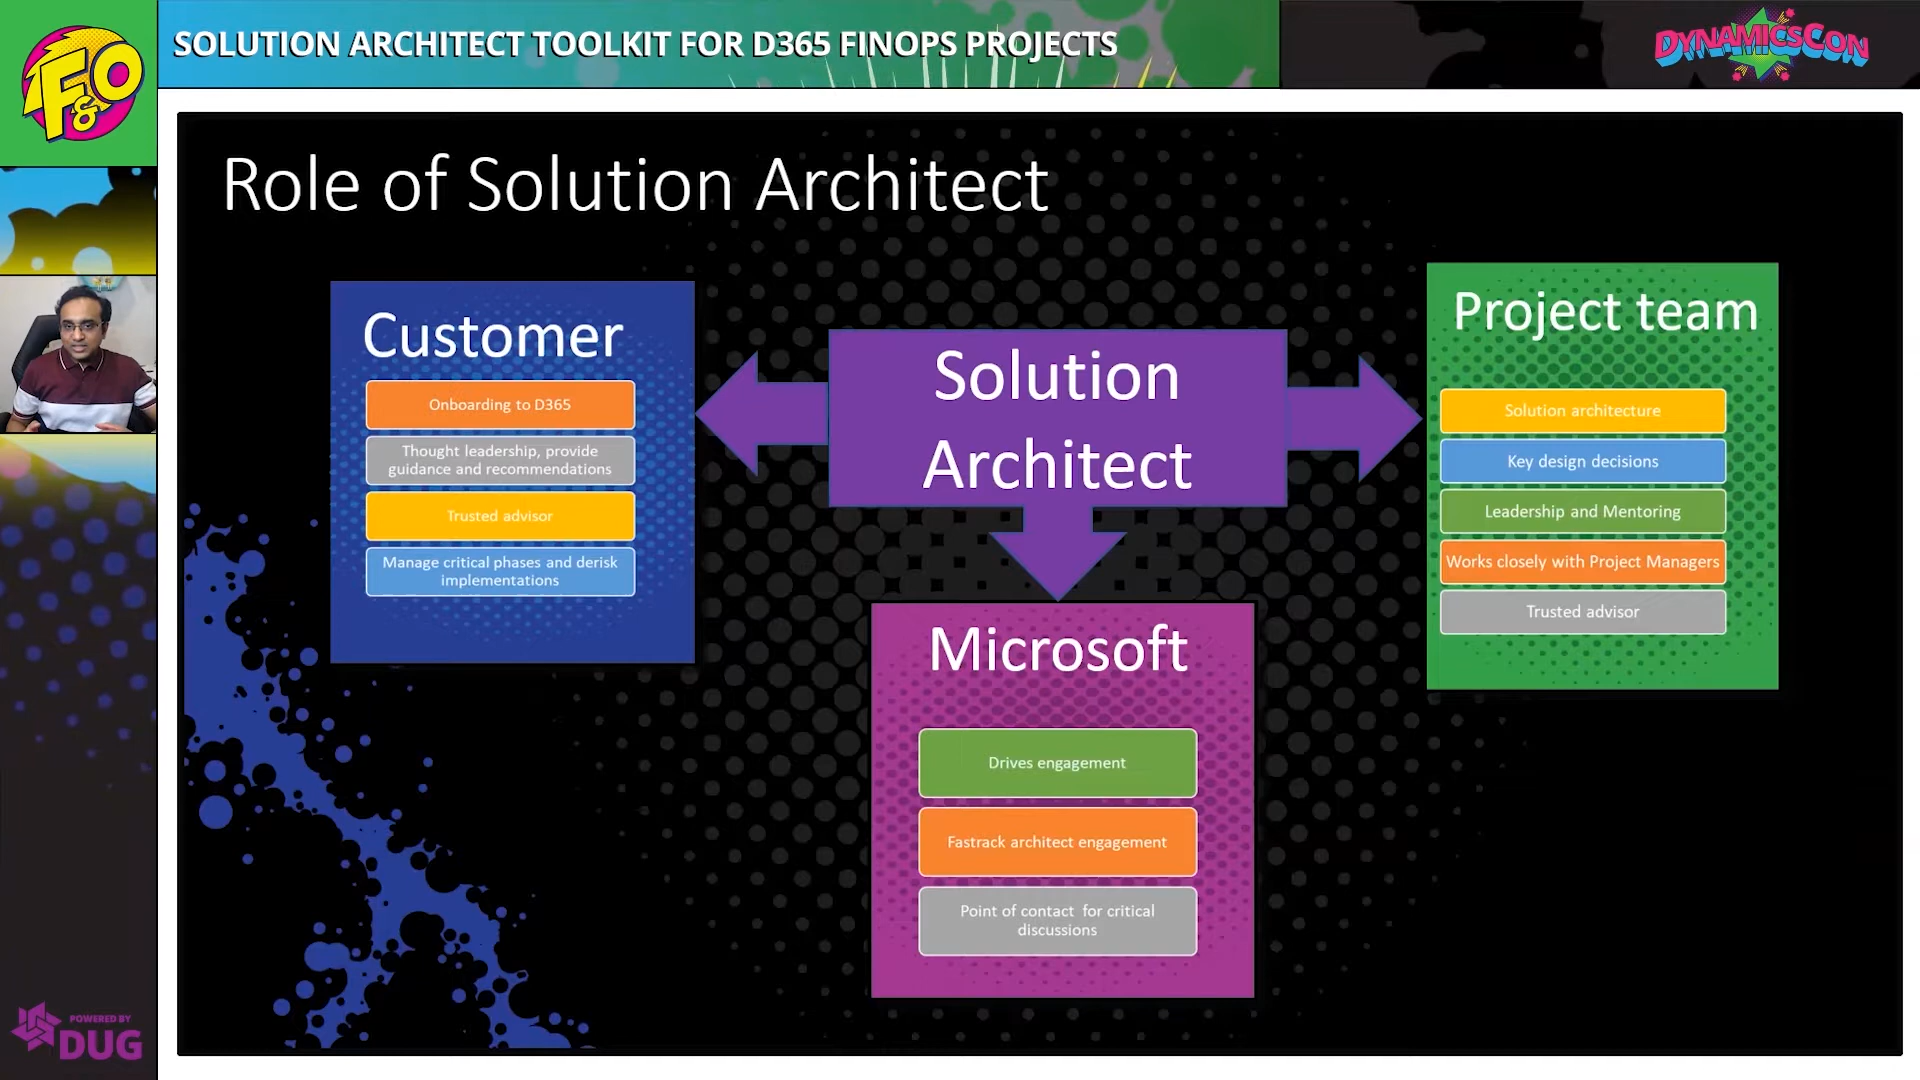 F&O
SOLUTION ARCHITECT TOOLKIT FOR D365 FINOPS PROJECTS
DYNAMICSCON
Role of Solution Architect
Customer
Onboarding to D365
Thought leadership, provide
guidance and recommendations
Trusted advisor
Manage critical phases and derisk
implementations
Solution
Architect
Project team
Solution architecture
Key design decisions
Leadership and Mentoring
Works closely with Project Managers
Trusted advisor
Microsoft
Drives engagement
Fastrack architect engagement
Point of contact for critical
discussions
POWERED BY
DUG